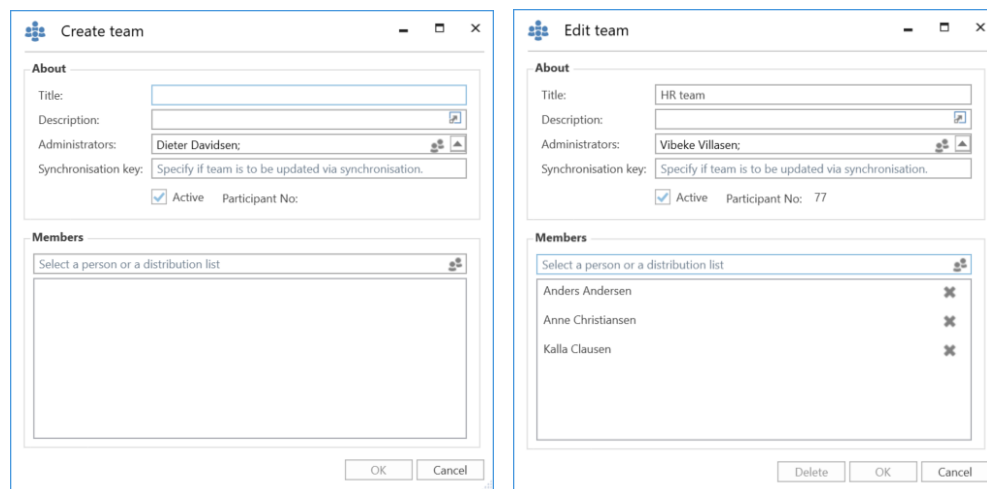 Create team
About
Title:
Description:
Administrators: Dieter Davidsen;
Synchronisation key: Specify if team is to be updated via synchronisation.
Active Participant No:
Members
Select a person or a distribution list
OK Cancel
Edit team
About
Title: HR team
Description:
Administrators: Vibeke Villasen;
Synchronisation key: Specify if team is to be updated via synchronisation.
Active Participant No: 77
Members
Select a person or a distribution list
Anders Andersen
Anne Christiansen
Kalla Clausen
Delete OK Cancel